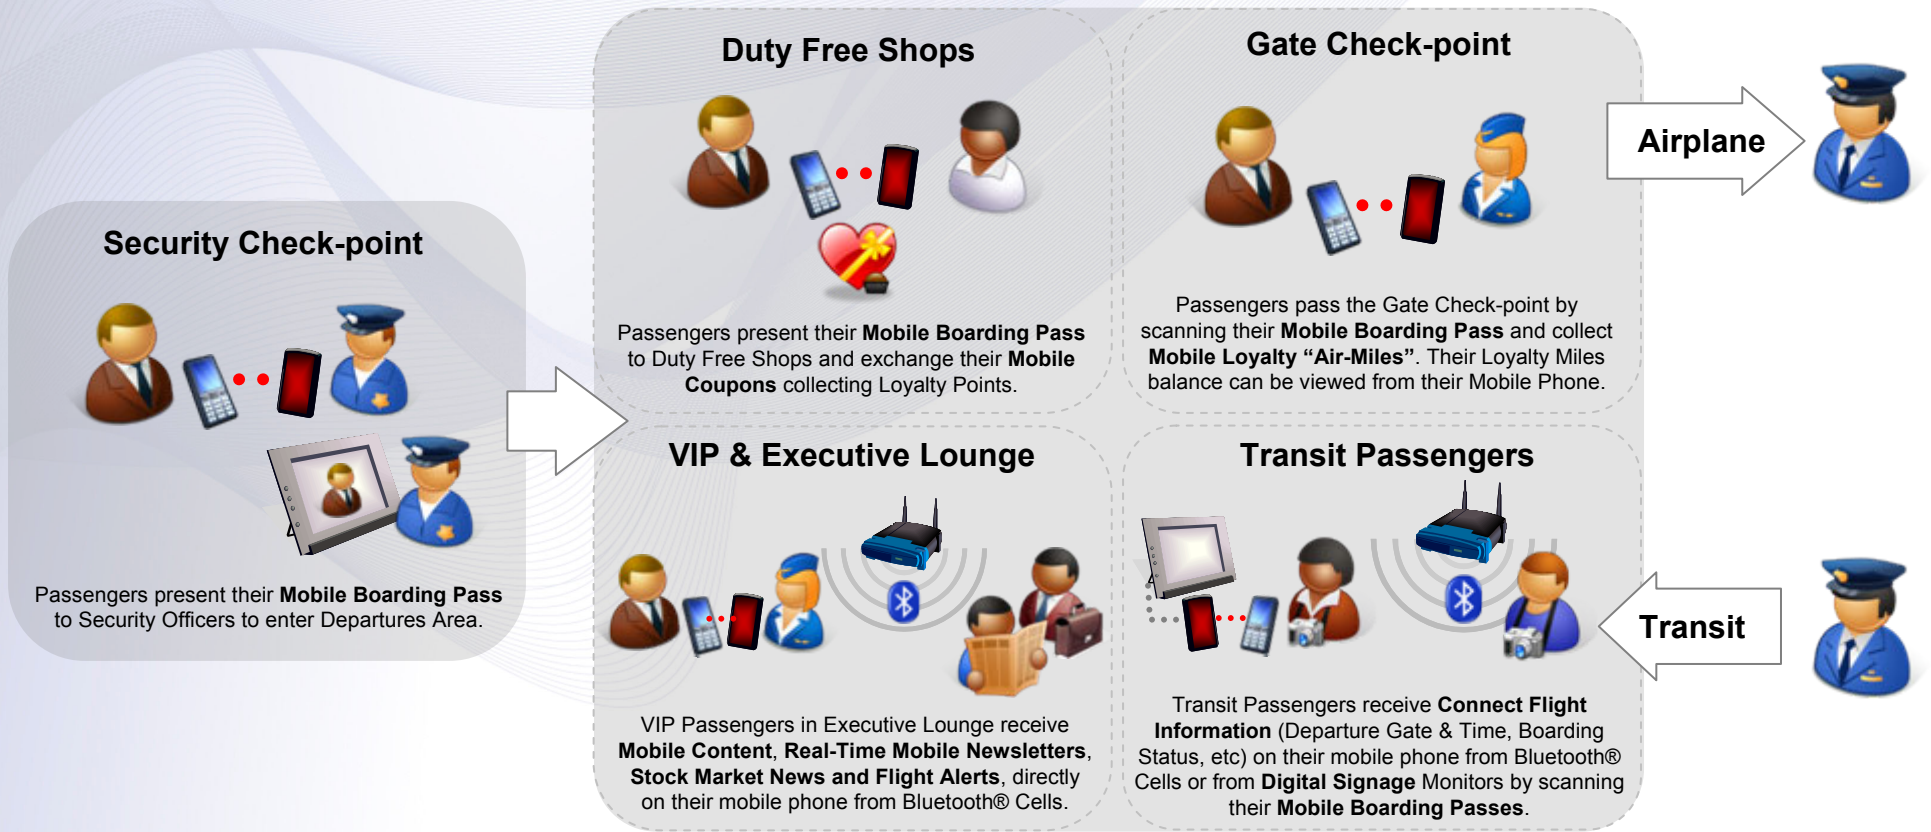 Security Check-point
Passengers present their Mobile Boarding Pass
to Security Officers to enter Departures Area.
Duty Free Shops
Passengers present their Mobile Boarding Pass
to Duty Free Shops and exchange their Mobile
Coupons collecting Loyalty Points.
Gate Check-point
Passengers pass the Gate Check-point by
scanning their Mobile Boarding Pass and collect
Mobile Loyalty “Air-Miles”. Their Loyalty Miles
balance can be viewed from their Mobile Phone.
Airplane
VIP & Executive Lounge
VIP Passengers in Executive Lounge receive
Mobile Content, Real-Time Mobile Newsletters,
Stock Market News and Flight Alerts, directly
on their mobile phone from Bluetooth® Cells.
Transit Passengers
Transit Passengers receive Connect Flight
Information (Departure Gate & Time, Boarding
Status, etc) on their mobile phone from Bluetooth®
Cells or from Digital Signage Monitors by scanning
their Mobile Boarding Passes.
Transit